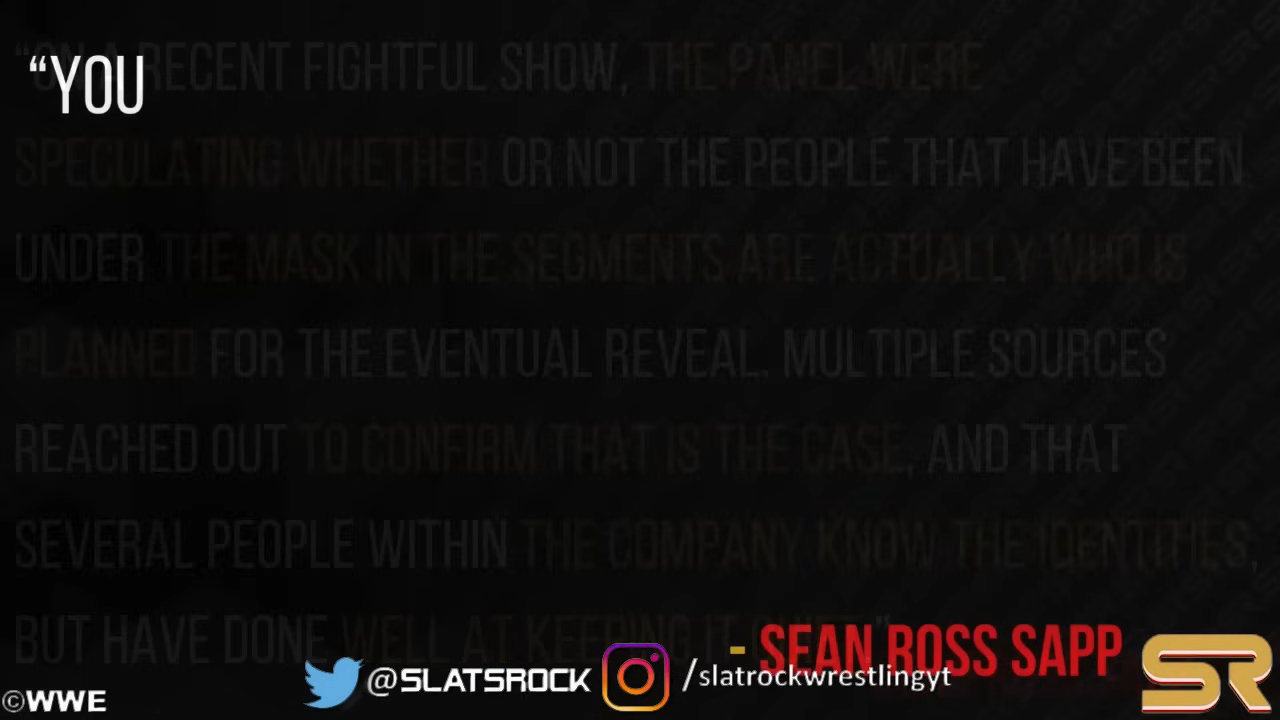 “YOU
“ON A RECENT FIGHTFUL SHOW, THE PANEL WERE
SPECULATING WHETHER OR NOT THE PEOPLE THAT HAVE BEEN
UNDER THE MASK IN THE SEGMENTS ARE ACTUALLY WHO IS
PLANNED FOR THE EVENTUAL REVEAL. MULTIPLE SOURCES
REACHED OUT TO CONFIRM THAT IS THE CASE, AND THAT
SEVERAL PEOPLE WITHIN THE COMPANY KNOW THE IDENTITIES,
BUT HAVE DONE WELL AT KEEPING IT
- SEAN ROSS SAPP
©WWE @SLATSROCK /slatrockwrestlingyt SR